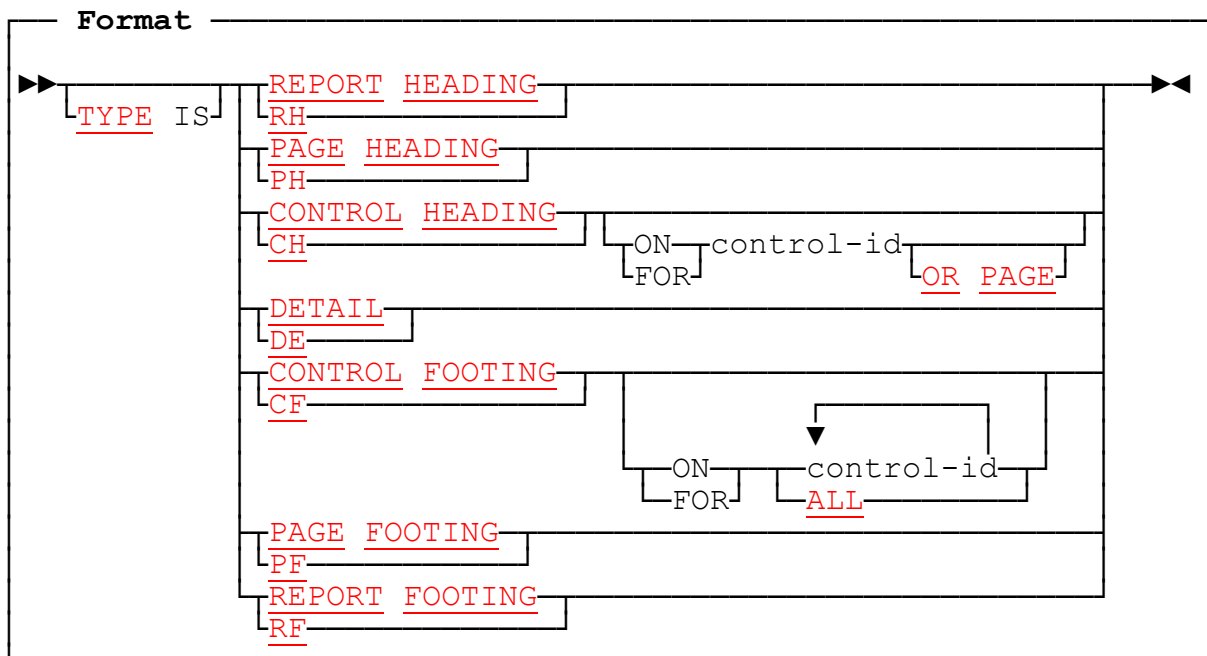 Format
REPORT HEADING
TYPE IS RH
PAGE HEADING
PH
CONTROL HEADING
CH ON control-id
FOR OR PAGE
DETAIL
DE
CONTROL FOOTING
CF
ON control-id
FOR ALL
PAGE FOOTING
PF
REPORT FOOTING
RF